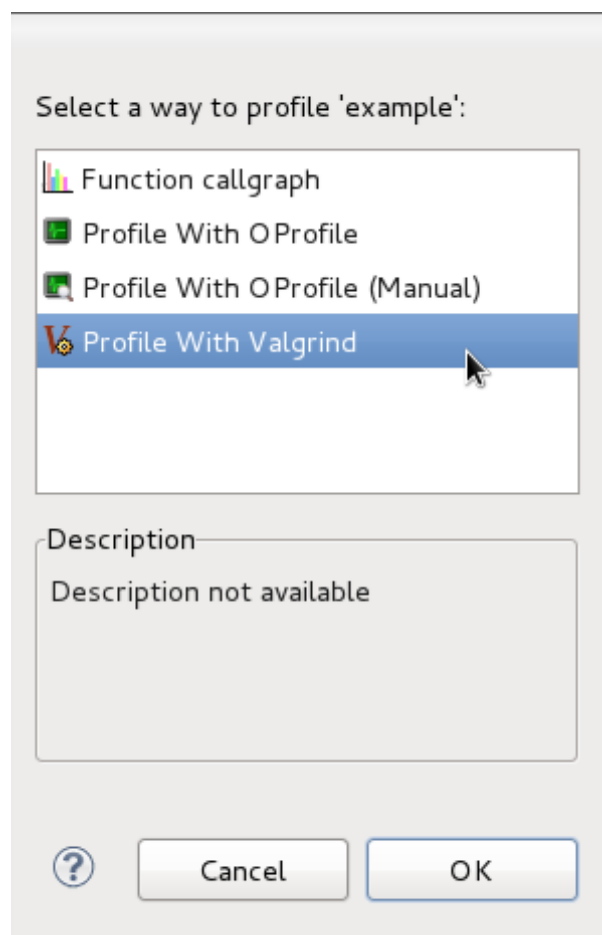 Select a way to profile 'example':
Function callgraph
Profile With OProfile
Profile With OProfile (Manual)
Profile With Valgrind
Description
Description not available
?
Cancel
OK